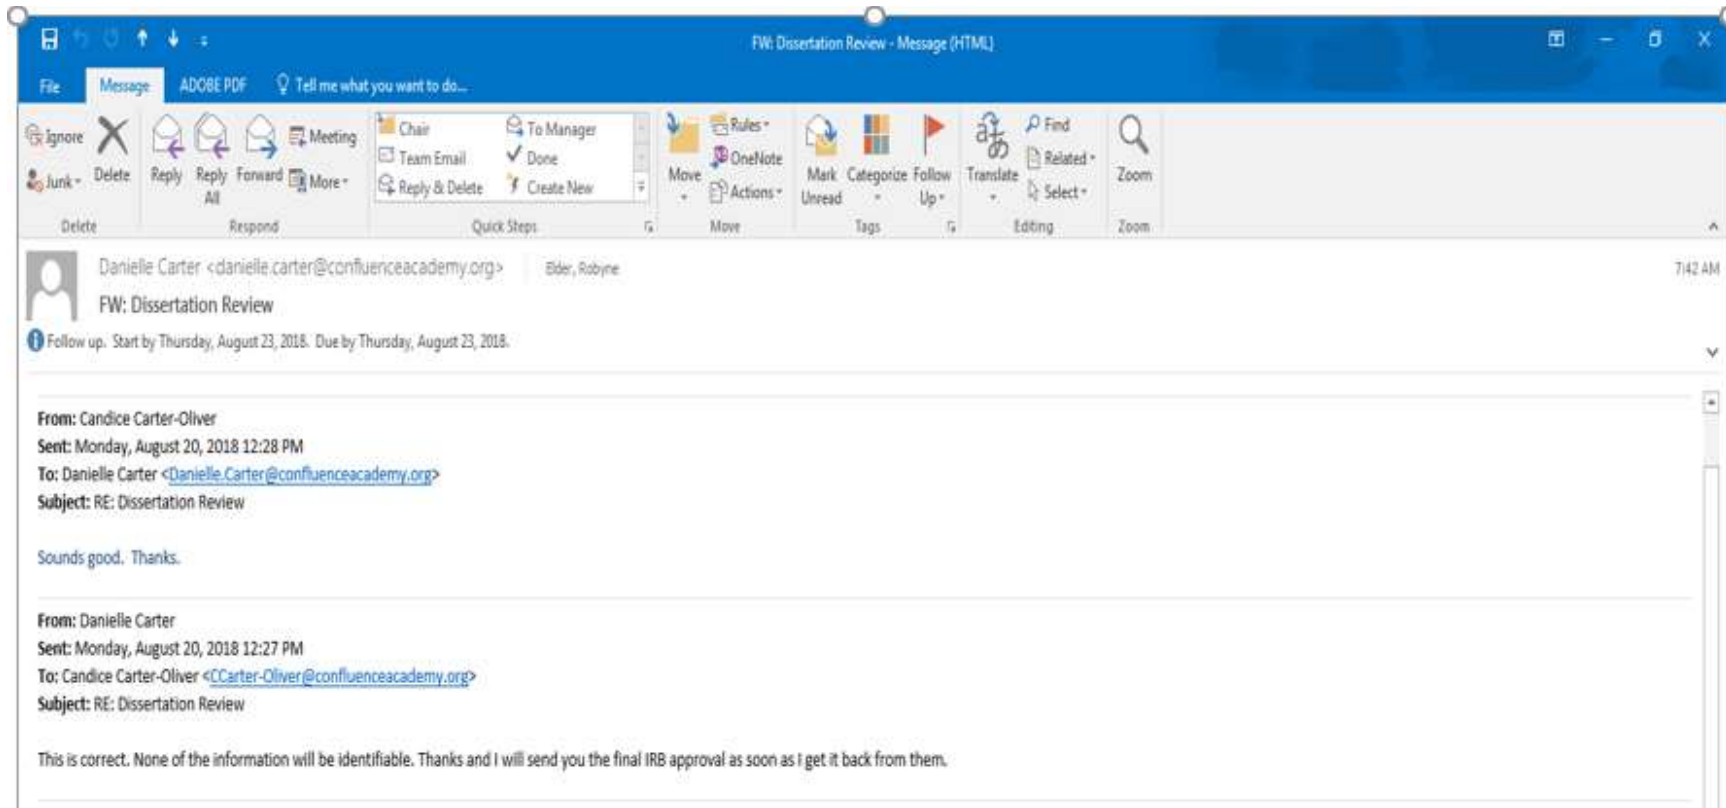 FW: Dissertation Review - Message (HTML)
File Message ADOBE PDF Tell me what you want to do...
Ignore
Junk
Delete
Reply
Reply All
Forward
Meeting
More
Chair
Team Email
Reply & Delete
To Manager
Done
Create New
Move
Rules
OneNote
Actions
Mark Unread
Categorize
Follow Up
Translate
Find
Related
Select
Zoom
Delete Respond Quick Steps Move Tags Editing Zoom
Danielle Carter <danielle.carter@confluenceacademy.org> Elder, Robyne 7:42 AM
FW: Dissertation Review
Follow up. Start by Thursday, August 23, 2018. Due by Thursday, August 23, 2018.
From: Candice Carter-Oliver
Sent: Monday, August 20, 2018 12:28 PM
To: Danielle Carter <Danielle.Carter@confluenceacademy.org>
Subject: RE: Dissertation Review
Sounds good. Thanks.
From: Danielle Carter
Sent: Monday, August 20, 2018 12:27 PM
To: Candice Carter-Oliver <CCarter-Oliver@confluenceacademy.org>
Subject: RE: Dissertation Review
This is correct. None of the information will be identifiable. Thanks and I will send you the final IRB approval as soon as I get it back from them.